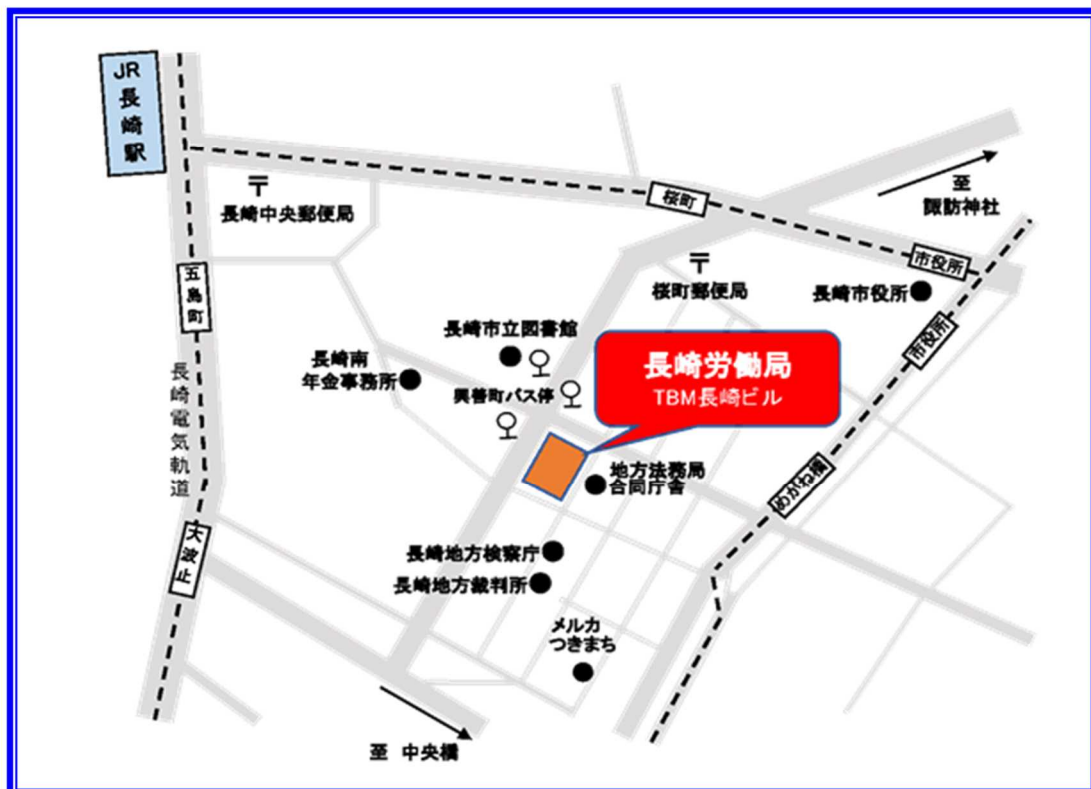 JR長崎駅
〒
長崎中央郵便局
桜町
至
諏訪神社
五島町
〒
桜町郵便局
市役所
長崎市役所
市役所
長崎市立図書館
長崎南
年金事務所
興善町バス停
長崎労働局
TBM長崎ビル
長崎電気軌道
地方法務局
合同庁舎
めがね橋
大波止
長崎地方検察庁
長崎地方裁判所
メルカ
つきまち
至 中央橋